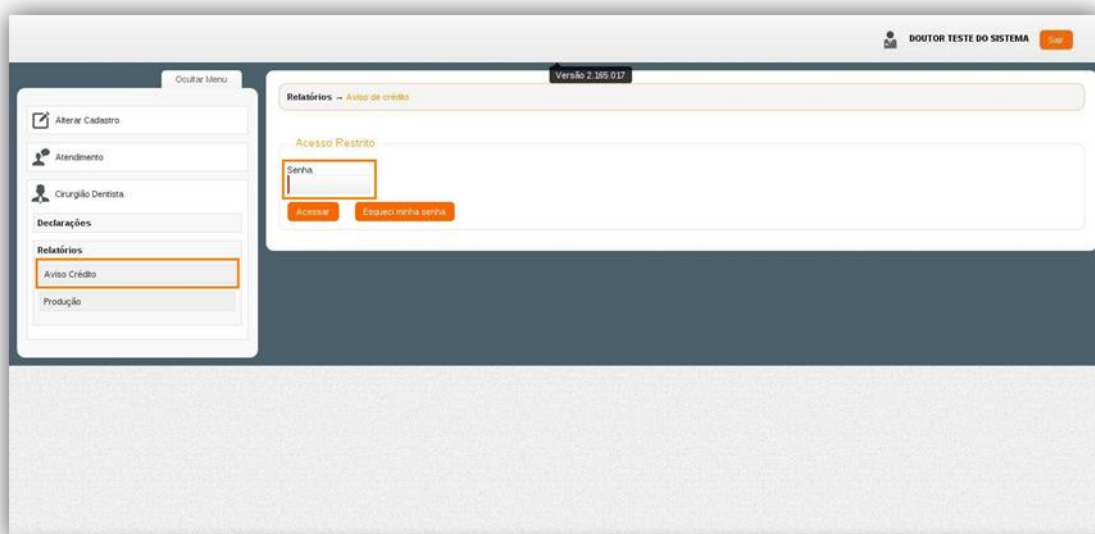 DOUTOR TESTE DO SISTEMA
Sair
Versão 2.165.017
Ocultar Menu
Alterar Cadastro
Atendimento
Cirurgião Dentista
Declarações
Relatórios
Aviso Crédito
Produção
Relatórios → Aviso de crédito
Acesso Restrito
Senha
Acessar
Esqueci minha senha